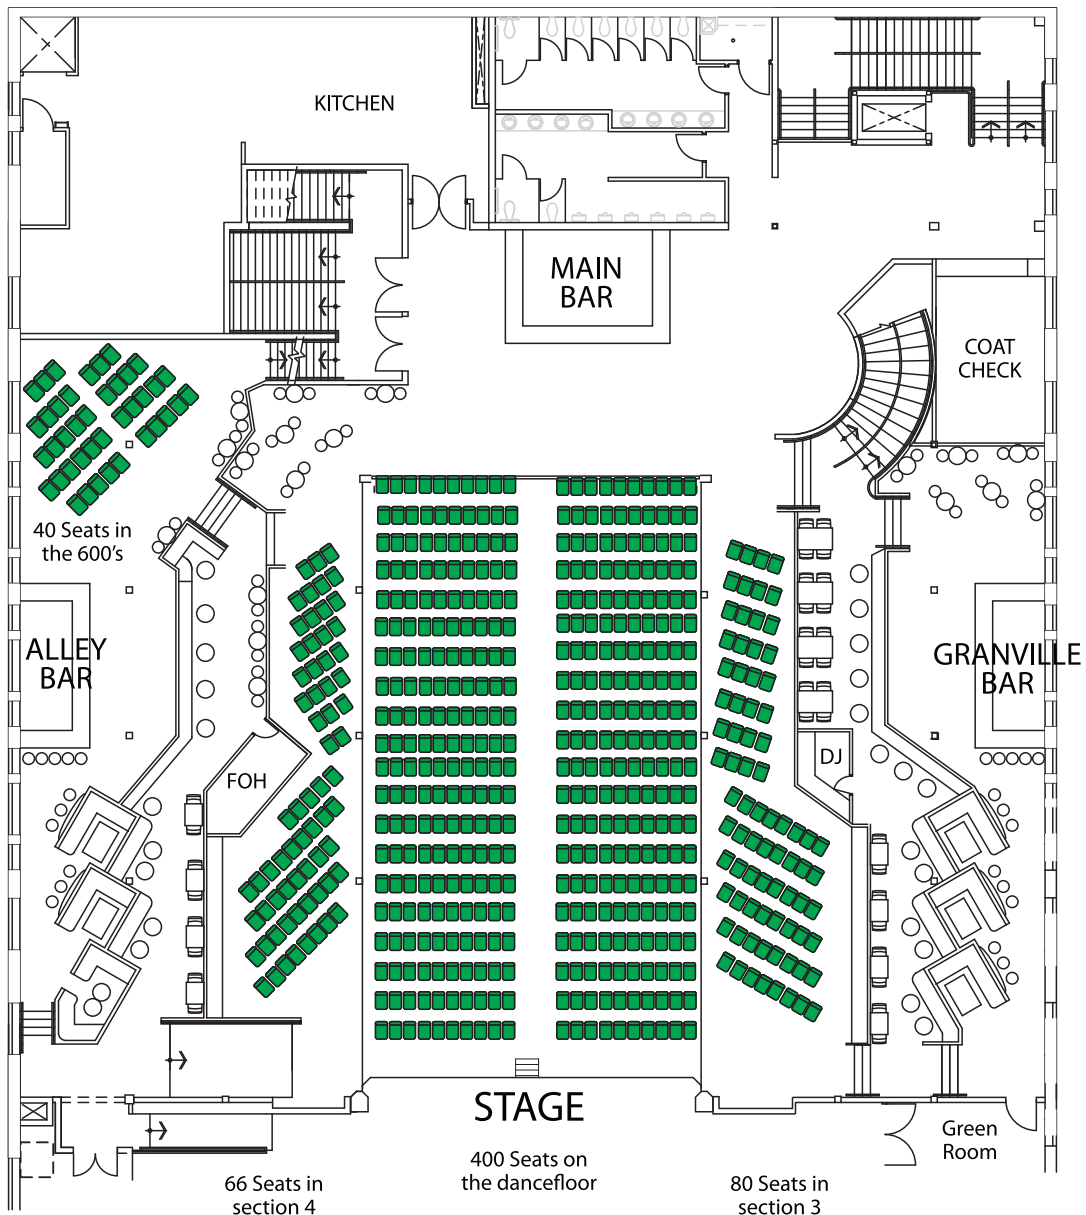 KITCHEN
MAIN
BAR
COAT
CHECK
40 Seats in
the 600's
ALLEY
BAR
GRANVILLE
BAR
FOH
DJ
STAGE
Green
Room
400 Seats on
the dancefloor
66 Seats in
section 4
80 Seats in
section 3